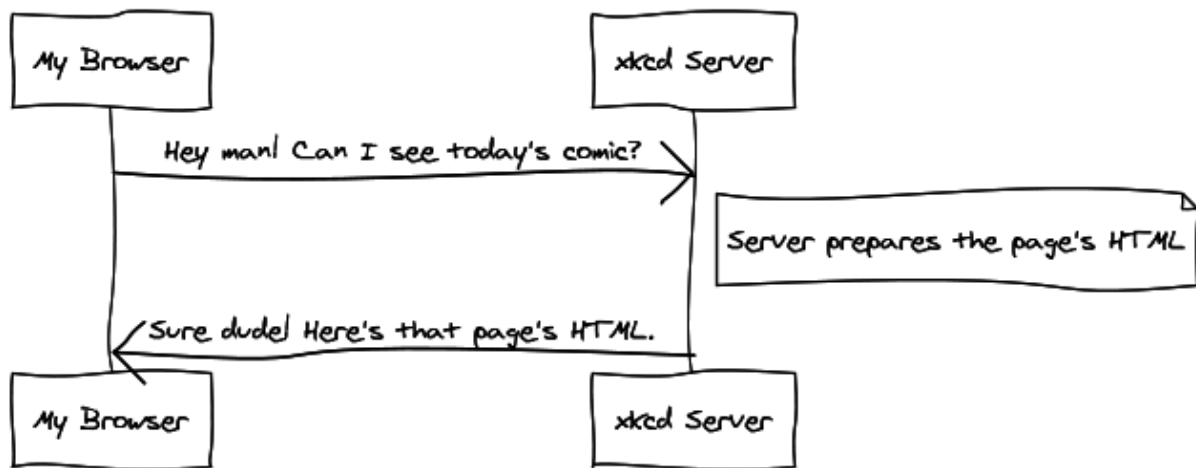 My Browser
xkcd Server
Hey man! Can I see today's comic?
Server prepares the page's HTML
Sure dude! Here's that page's HTML.
My Browser
xkcd Server